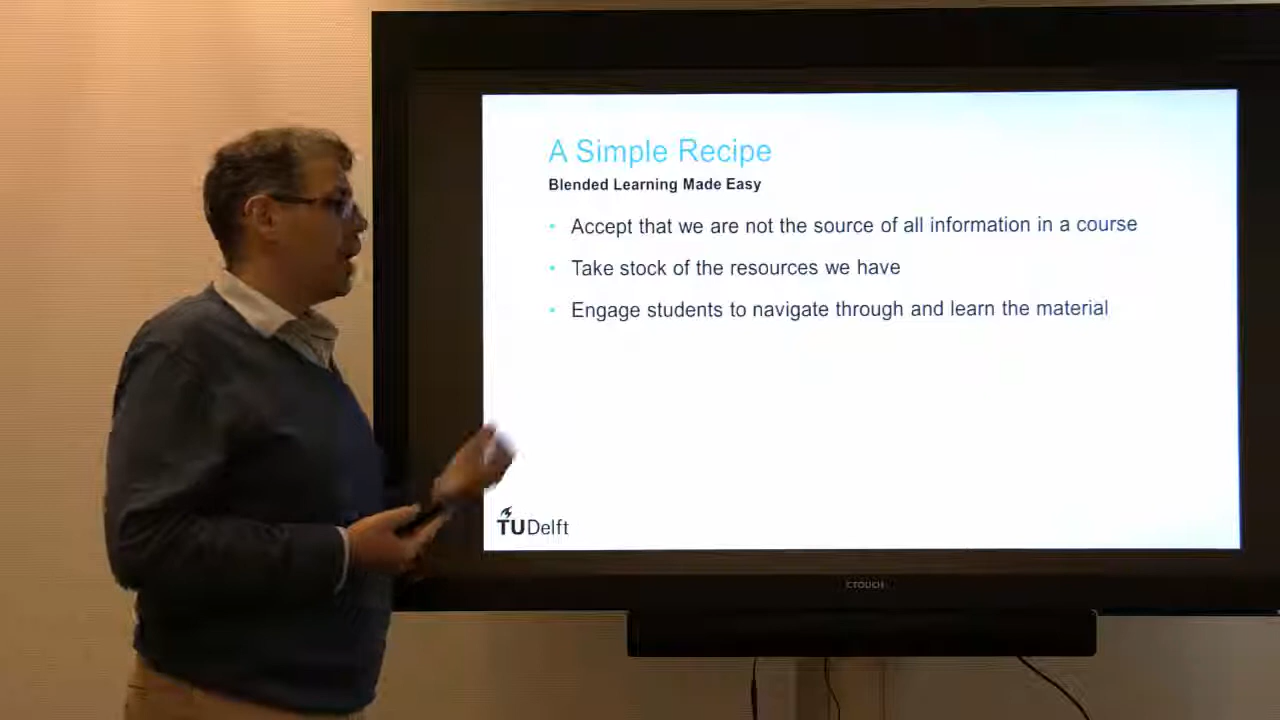 A Simple Recipe
Blended Learning Made Easy
• Accept that we are not the source of all information in a course
• Take stock of the resources we have
• Engage students to navigate through and learn the material
TUDelft
CTOUCH